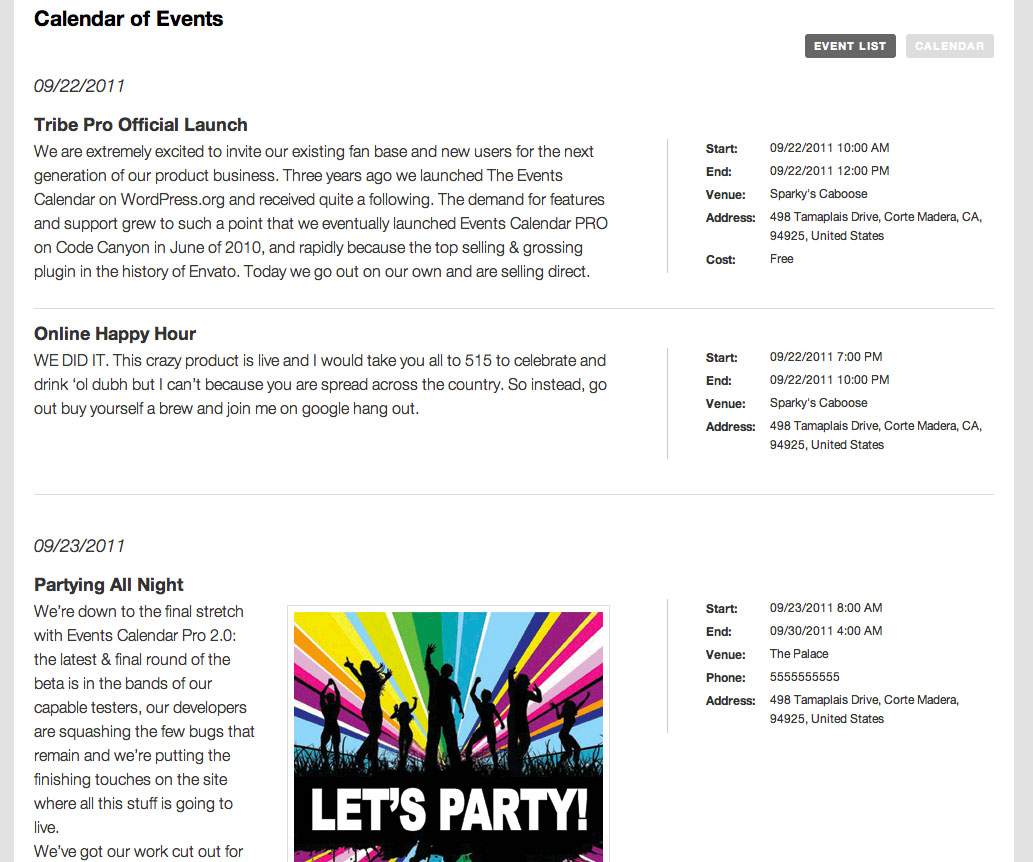 Calendar of Events
EVENT LIST
CALENDAR
09/22/2011
Tribe Pro Official Launch
We are extremely excited to invite our existing fan base and new users for the next
generation of our product business. Three years ago we launched The Events
Calendar on WordPress.org and received quite a following. The demand for features
and support grew to such a point that we eventually launched Events Calendar PRO
on Code Canyon in June of 2010, and rapidly because the top selling & grossing
plugin in the history of Envato. Today we go out on our own and are selling direct.
Start: 09/22/2011 10:00 AM
End: 09/22/2011 12:00 PM
Venue: Sparky's Caboose
Address: 498 Tamaplais Drive, Corte Madera, CA,
94925, United States
Cost: Free
Online Happy Hour
WE DID IT. This crazy product is live and I would take you all to 515 to celebrate and
drink ‘ol dubh but I can’t because you are spread across the country. So instead, go
out buy yourself a brew and join me on google hang out.
Start: 09/22/2011 7:00 PM
End: 09/22/2011 10:00 PM
Venue: Sparky's Caboose
Address: 498 Tamaplais Drive, Corte Madera, CA,
94925, United States
09/23/2011
Partying All Night
We’re down to the final stretch
with Events Calendar Pro 2.0:
the latest & final round of the
beta is in the bands of our
capable testers, our developers
are squashing the few bugs that
remain and we’re putting the
finishing touches on the site
where all this stuff is going to
live.
We’ve got our work cut out for
LET'S PARTY!
Start: 09/23/2011 8:00 AM
End: 09/30/2011 4:00 AM
Venue: The Palace
Phone: 5555555555
Address: 498 Tamaplais Drive, Corte Madera,
94925, United States